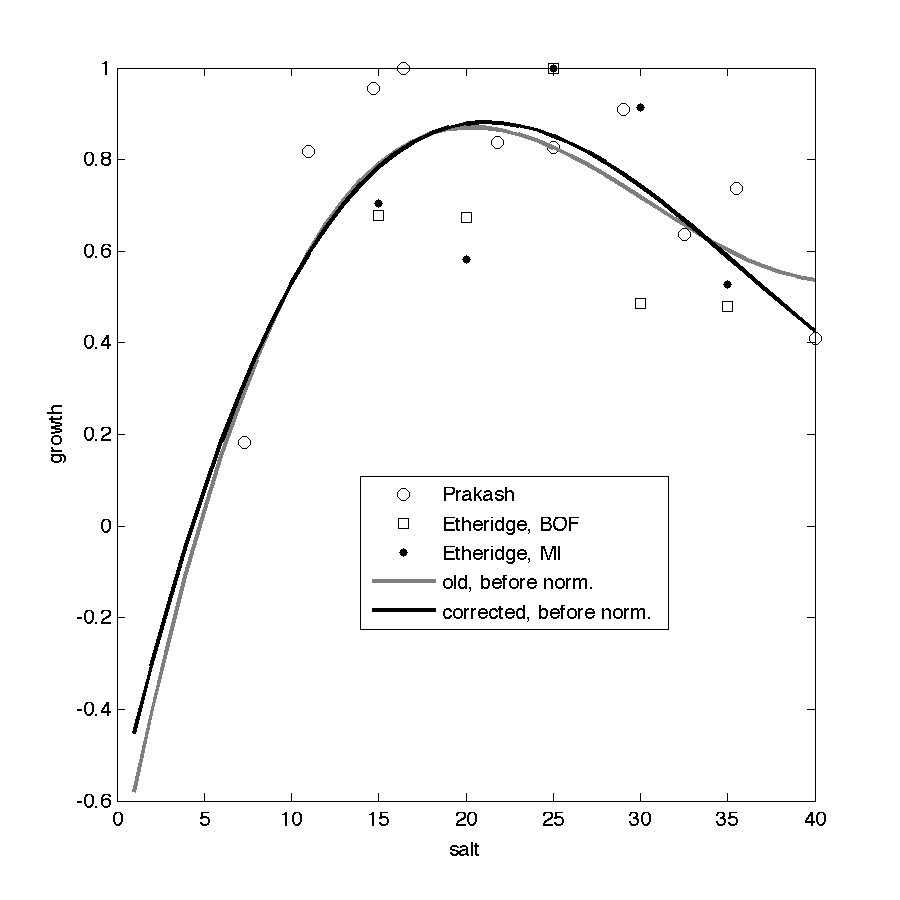 1
0.8
0.6
0.4
0.2
0
-0.2
-0.4
-0.6
growth
Prakash
Etheridge, BOF
Etheridge, MI
old, before norm.
corrected, before norm.
0 5 10 15 20 25 30 35 40
salt